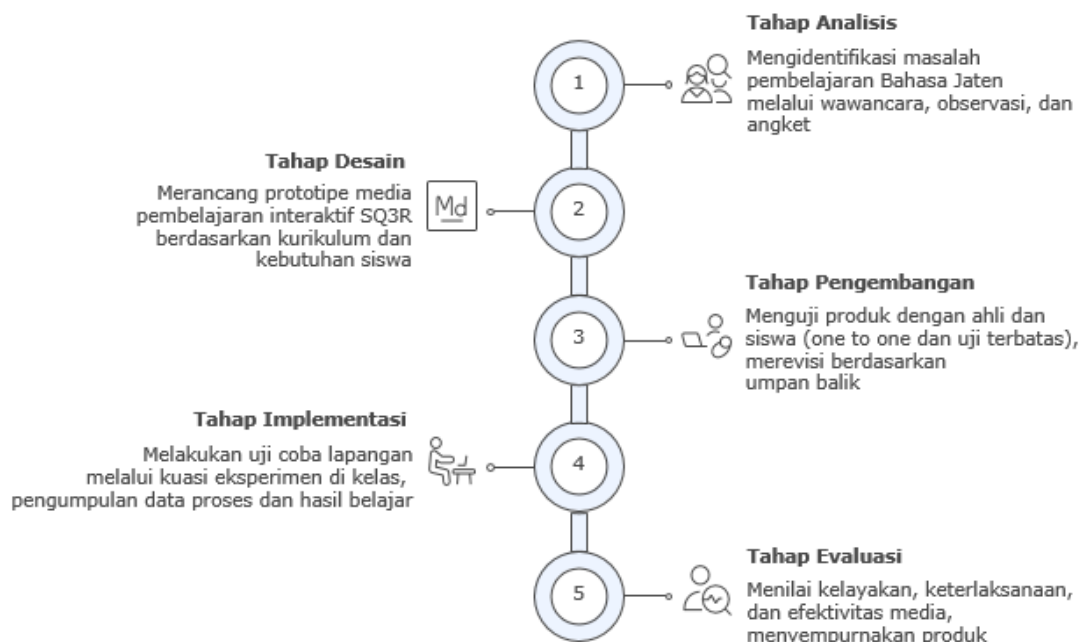 Tahap Analisis
1
Mengidentifikasi masalah
pembelajaran Bahasa Jaten
melalui wawancara, observasi, dan
angket
Tahap Desain
Merancang prototipe media
pembelajaran interaktif SQ3R
berdasarkan kurikulum dan
kebutuhan siswa
Md
2
Tahap Pengembangan
3
Menguji produk dengan ahli dan
siswa (one to one dan uji terbatas),
merevisi berdasarkan
umpan balik
Tahap Implementasi
Melakukan uji coba lapangan
melalui kuasi eksperimen di kelas,
pengumpulan data proses dan hasil belajar
4
Tahap Evaluasi
5
Menilai kelayakan, keterlaksanaan,
dan efektivitas media,
menyempurnakan produk